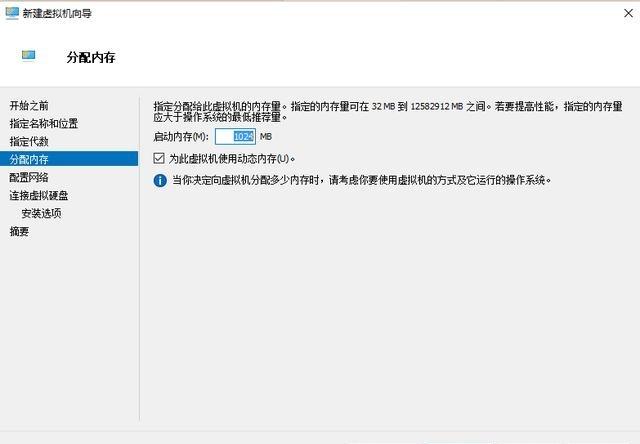 新建虚拟机向导
分配内存
开始之前
指定名称和位置
指定代数
分配内存
配置网络
连接虚拟硬盘
安装选项
摘要
指定分配给此虚拟机的内存量。指定的内存量可在 32 MB 到 12582912 MB 之间。若要提高性能，指定的内存量
应大于操作系统的最低推荐量。
启动内存(M): 1024 MB
为此虚拟机使用动态内存(U)。
当你决定向虚拟机分配多少内存时，请考虑你要使用虚拟机的方式及它运行的操作系统。